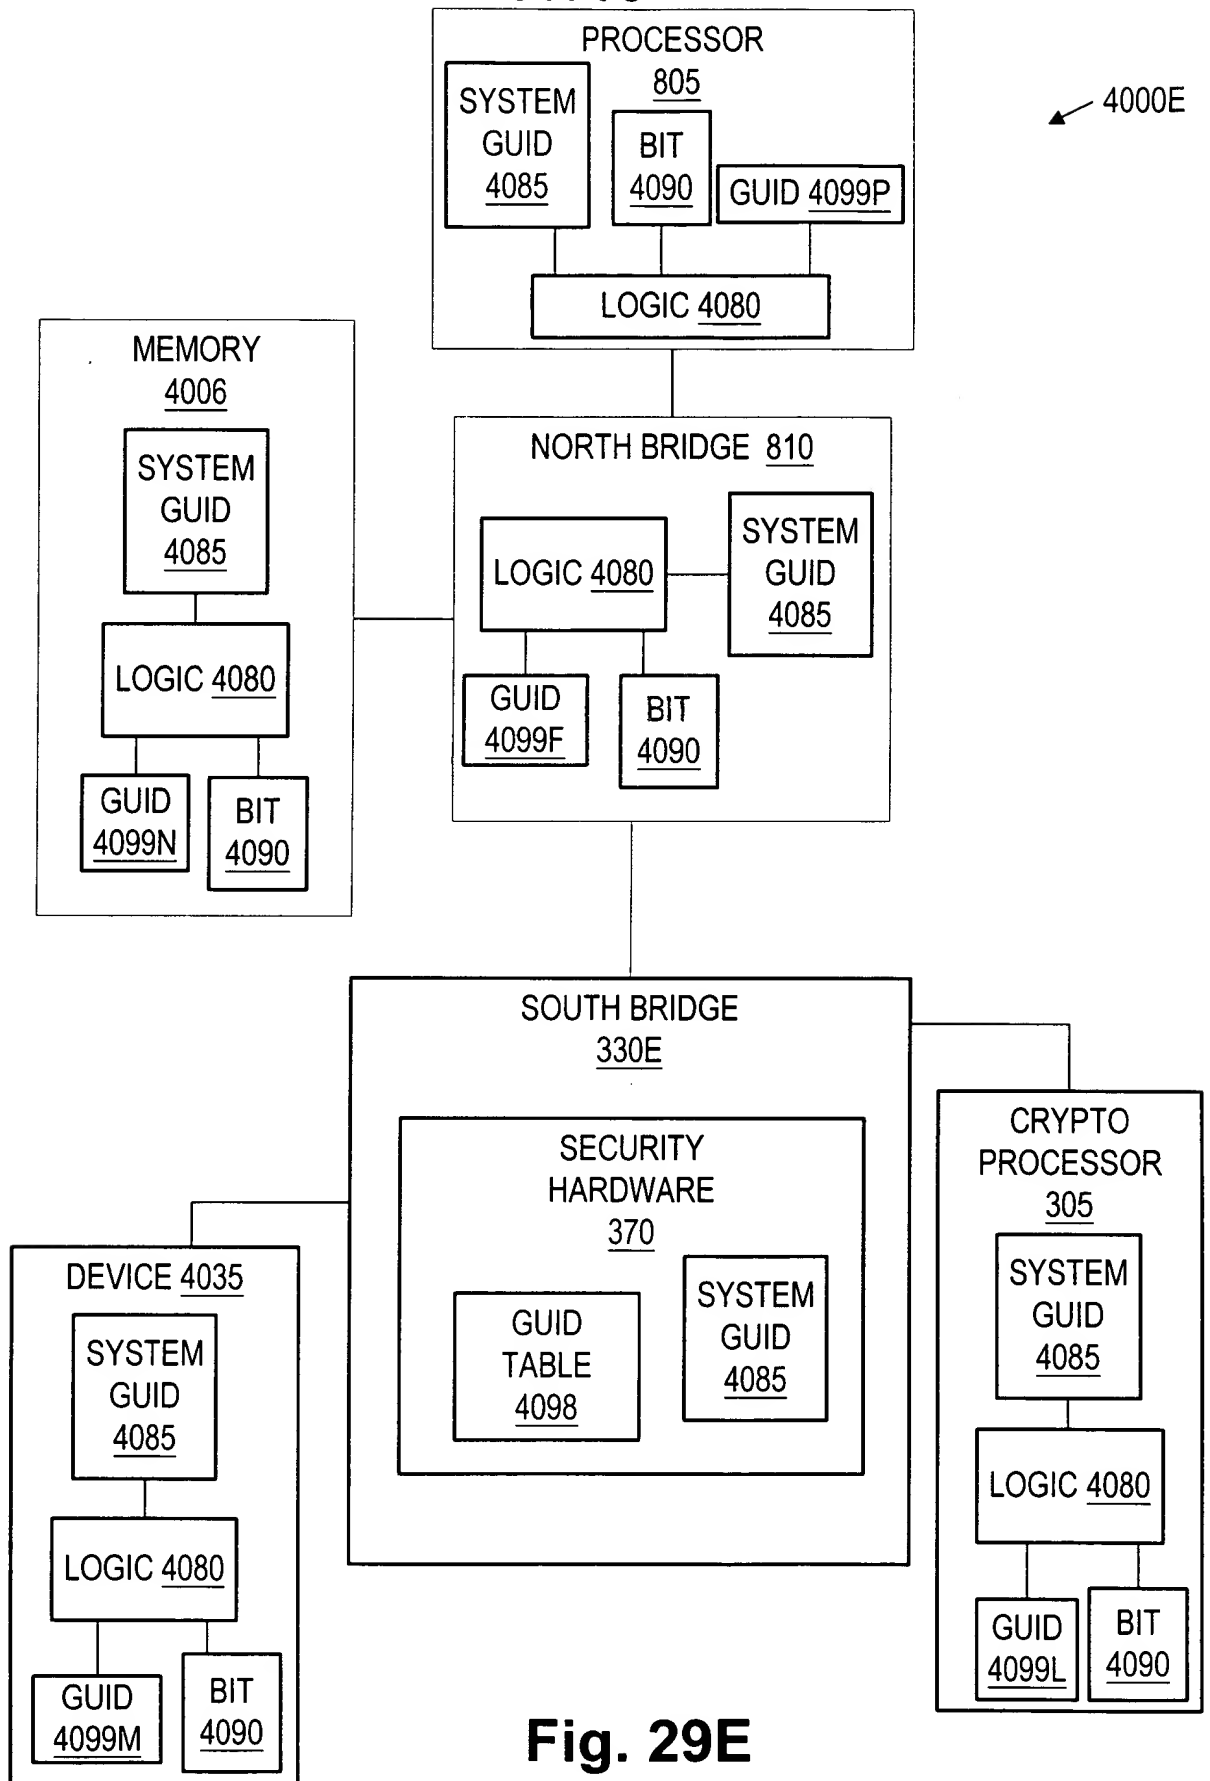 PROCESSOR
805
SYSTEM
GUID
4085
BIT
4090
GUID 4099P
LOGIC 4080
4000E
MEMORY
4006
SYSTEM
GUID
4085
LOGIC 4080
GUID
4099N
BIT
4090
NORTH BRIDGE 810
LOGIC 4080
SYSTEM
GUID
4085
GUID
4099F
BIT
4090
SOUTH BRIDGE
330E
SECURITY
HARDWARE
370
GUID
TABLE
4098
SYSTEM
GUID
4085
CRYPTO
PROCESSOR
305
SYSTEM
GUID
4085
LOGIC 4080
GUID
4099L
BIT
4090
DEVICE 4035
SYSTEM
GUID
4085
LOGIC 4080
GUID
4099M
BIT
4090
Fig. 29E